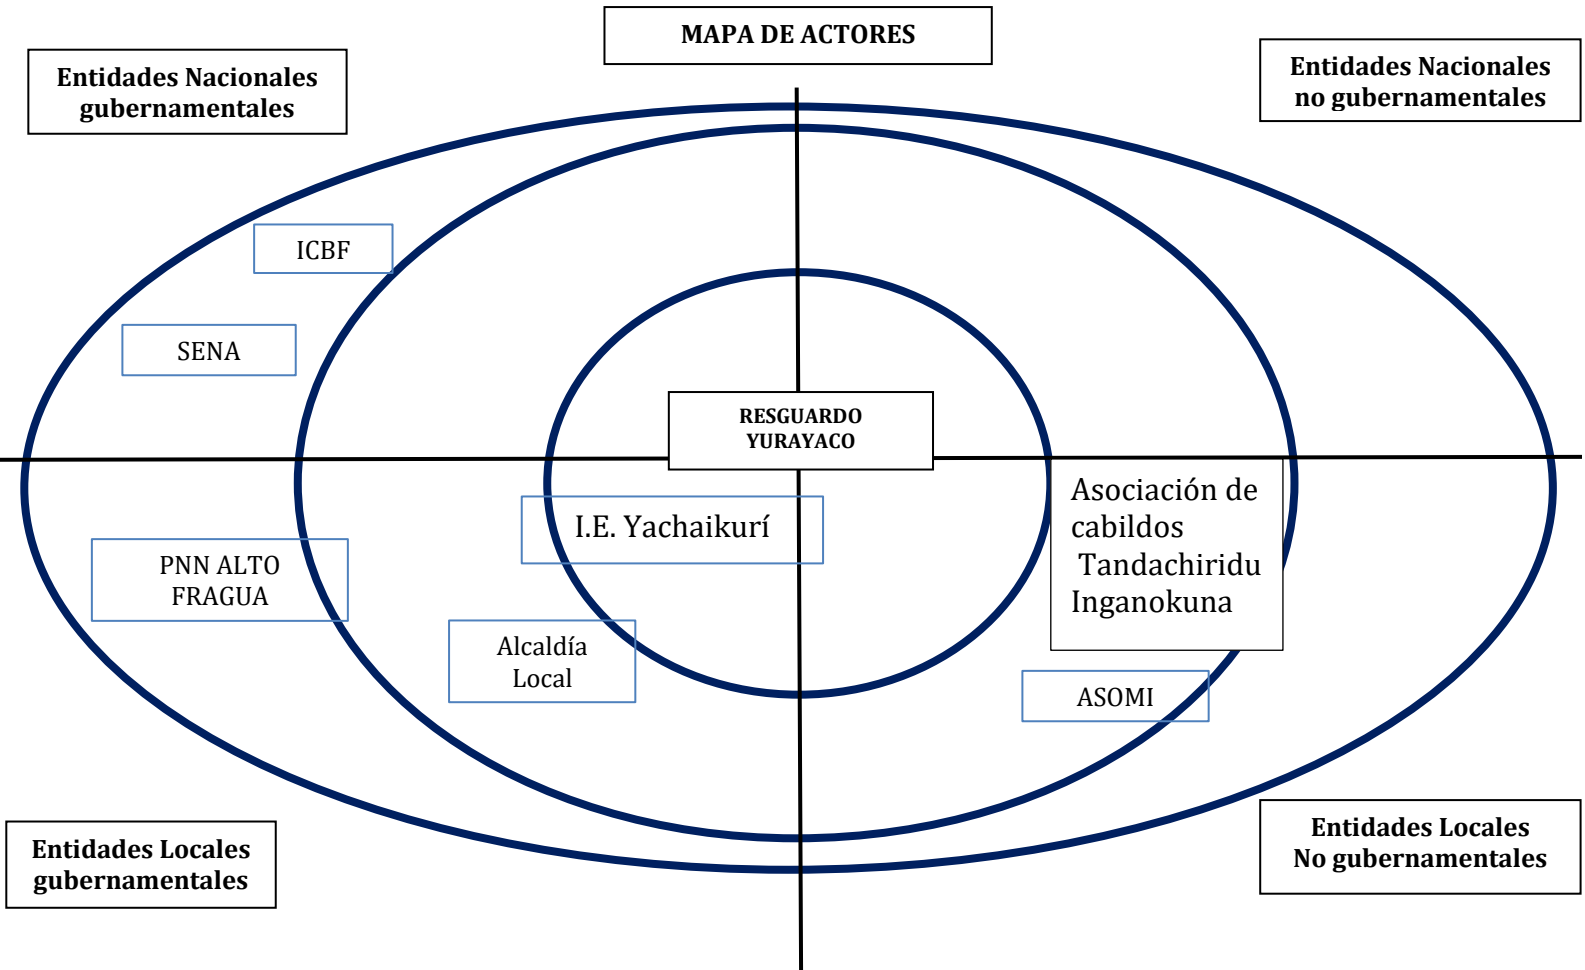 MAPA DE ACTORES
Entidades Nacionales
gubernamentales
Entidades Nacionales
no gubernamentales
ICBF
SENA
RESGUARDO
YURAYACO
I.E. Yachaikurí
Asociación de
cabildos
Tandachiridu
Inganokuna
PNN ALTO
FRAGUA
Alcaldía
Local
ASOMI
Entidades Locales
gubernamentales
Entidades Locales
No gubernamentales